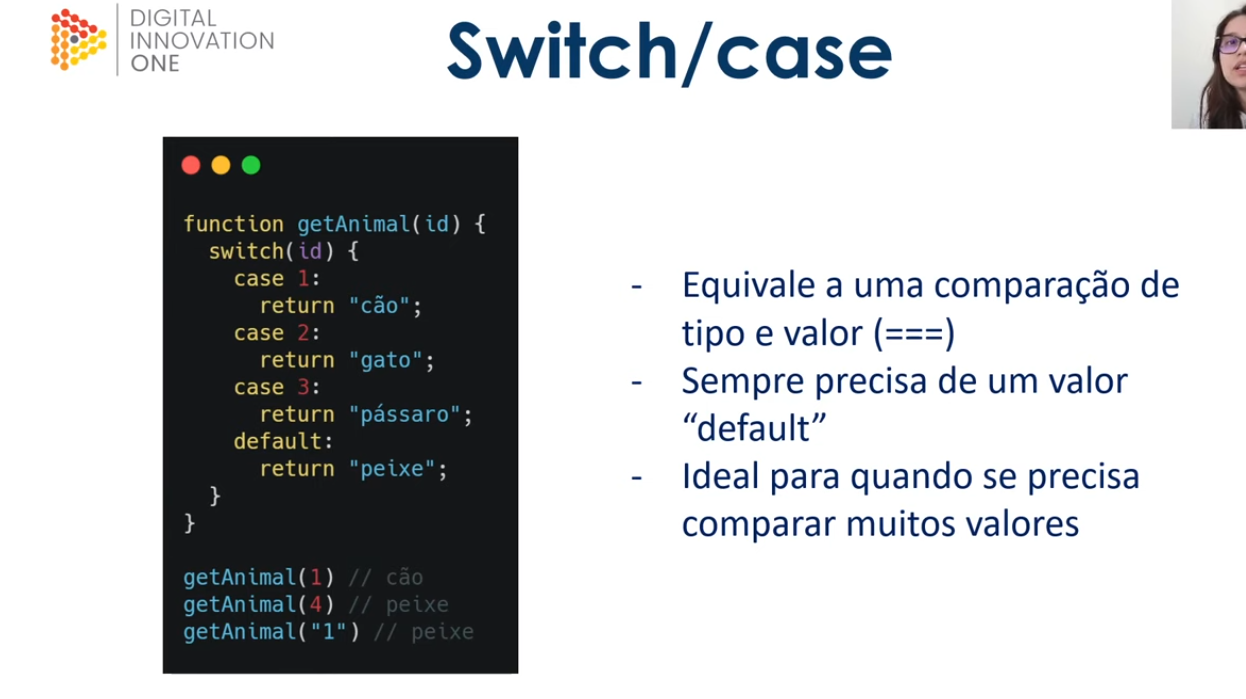 DIGITAL
INNOVATION
ONE
Switch/case
function getAnimal(id) {
  switch(id) {
    case 1:
      return "cão";
    case 2:
      return "gato";
    case 3:
      return "pássaro";
    default:
      return "peixe";
  }
}
getAnimal(1) // cão
getAnimal(4) // peixe
getAnimal("1") // peixe
- Equivale a uma comparação de
tipo e valor (===)
- Sempre precisa de um valor
“default”
- Ideal para quando se precisa
comparar muitos valores